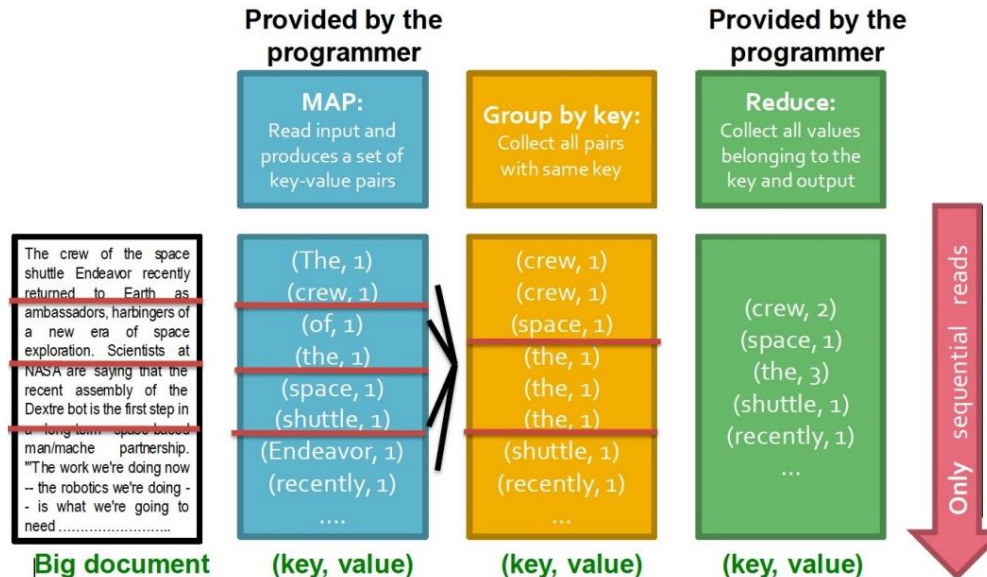 Provided by the
programmer
Provided by the
programmer
MAP:
Read input and
produces a set of
key-value pairs
Group by key:
Collect all pairs
with same key
Reduce:
Collect all values
belonging to the
key and output
The crew of the space
shuttle Endeavor recently
returned to Earth as
ambassadors, harbingers of
a new era of space
exploration. Scientists at
NASA are saying that the
recent assembly of the
Dextre bot is the first step in
a long-term space-based
man/mache partnership.
'"The work we're doing now
-- the robotics we're doing -
- is what we're going to
need ……………………..
Big document
(The, 1)
(crew, 1)
(of, 1)
(the, 1)
(space, 1)
(shuttle, 1)
(Endeavor, 1)
(recently, 1)
....
(key, value)
(crew, 1)
(crew, 1)
(space, 1)
(the, 1)
(the, 1)
(the, 1)
(shuttle, 1)
(recently, 1)
...
(key, value)
(crew, 2)
(space, 1)
(the, 3)
(shuttle, 1)
(recently, 1)
...
(key, value)
Only sequential reads